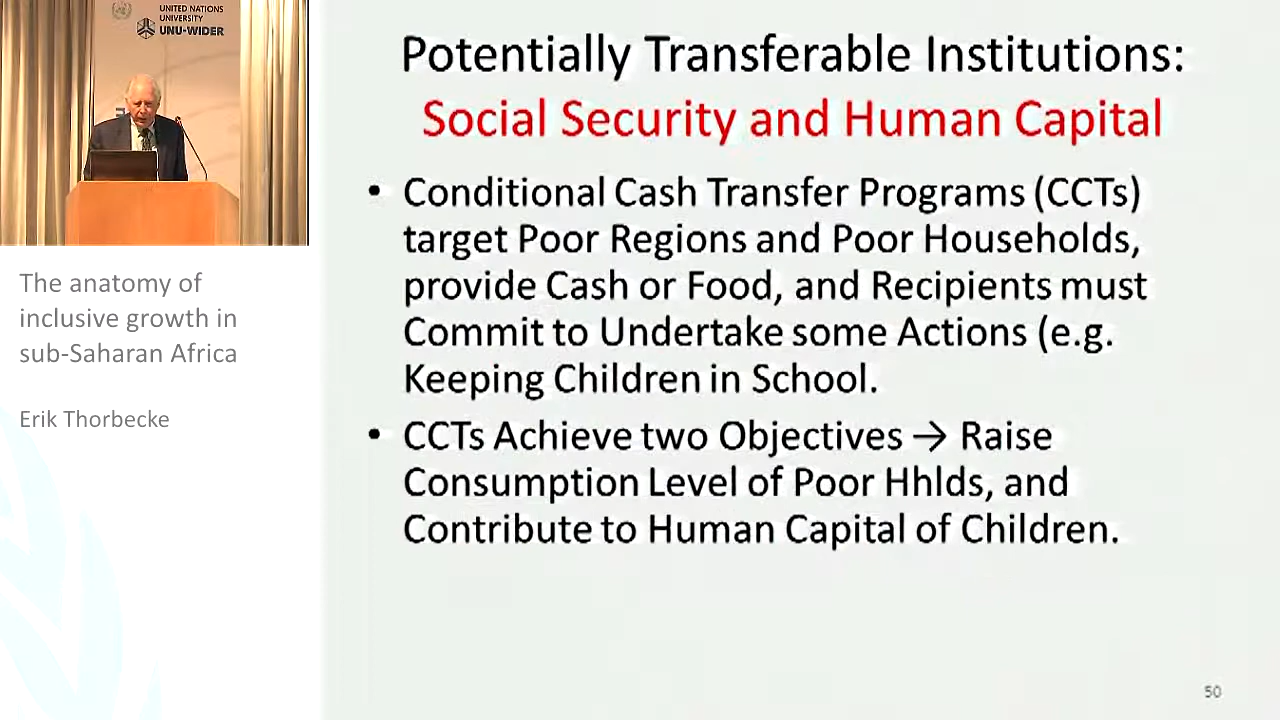 UNITED NATIONS
UNIVERSITY
UNU-WIDER
Potentially Transferable Institutions:
Social Security and Human Capital
• Conditional Cash Transfer Programs (CCTs)
target Poor Regions and Poor Households,
provide Cash or Food, and Recipients must
Commit to Undertake some Actions (e.g.
Keeping Children in School.
• CCTs Achieve two Objectives → Raise
Consumption Level of Poor Hhlds, and
Contribute to Human Capital of Children.
The anatomy of
inclusive growth in
sub-Saharan Africa
Erik Thorbecke
50